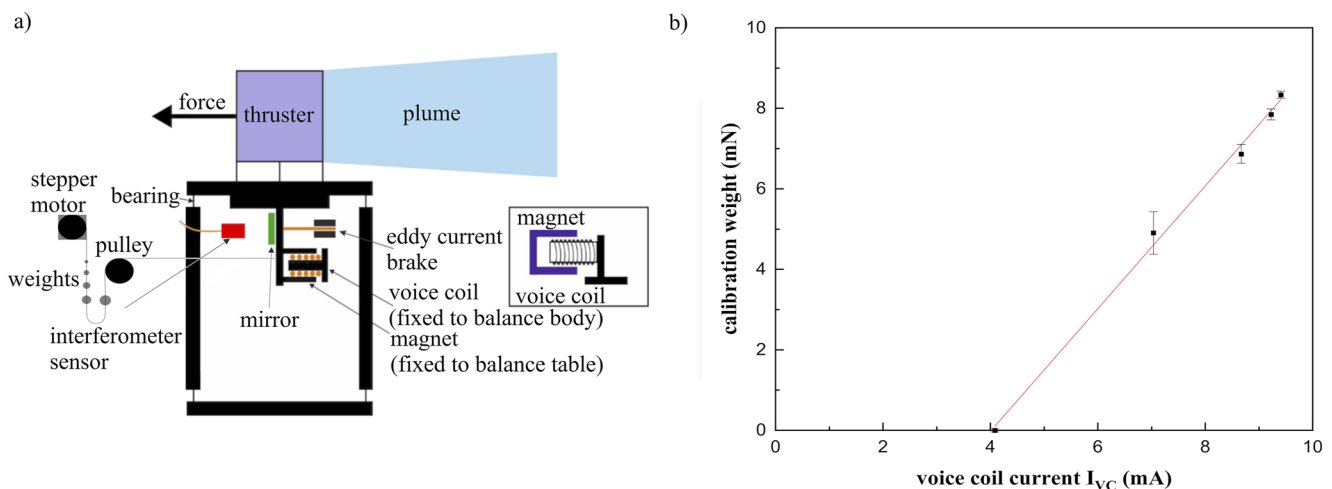 a)
force
thruster
plume
stepper
motor
bearing
pulley
weights
interferometer
sensor
mirror
eddy current
brake
voice coil
(fixed to balance body)
magnet
(fixed to balance table)
magnet
voice coil
b)
calibration weight (mN)
10
8
6
4
2
0
0
2
4
6
8
10
voice coil current I_VC (mA)